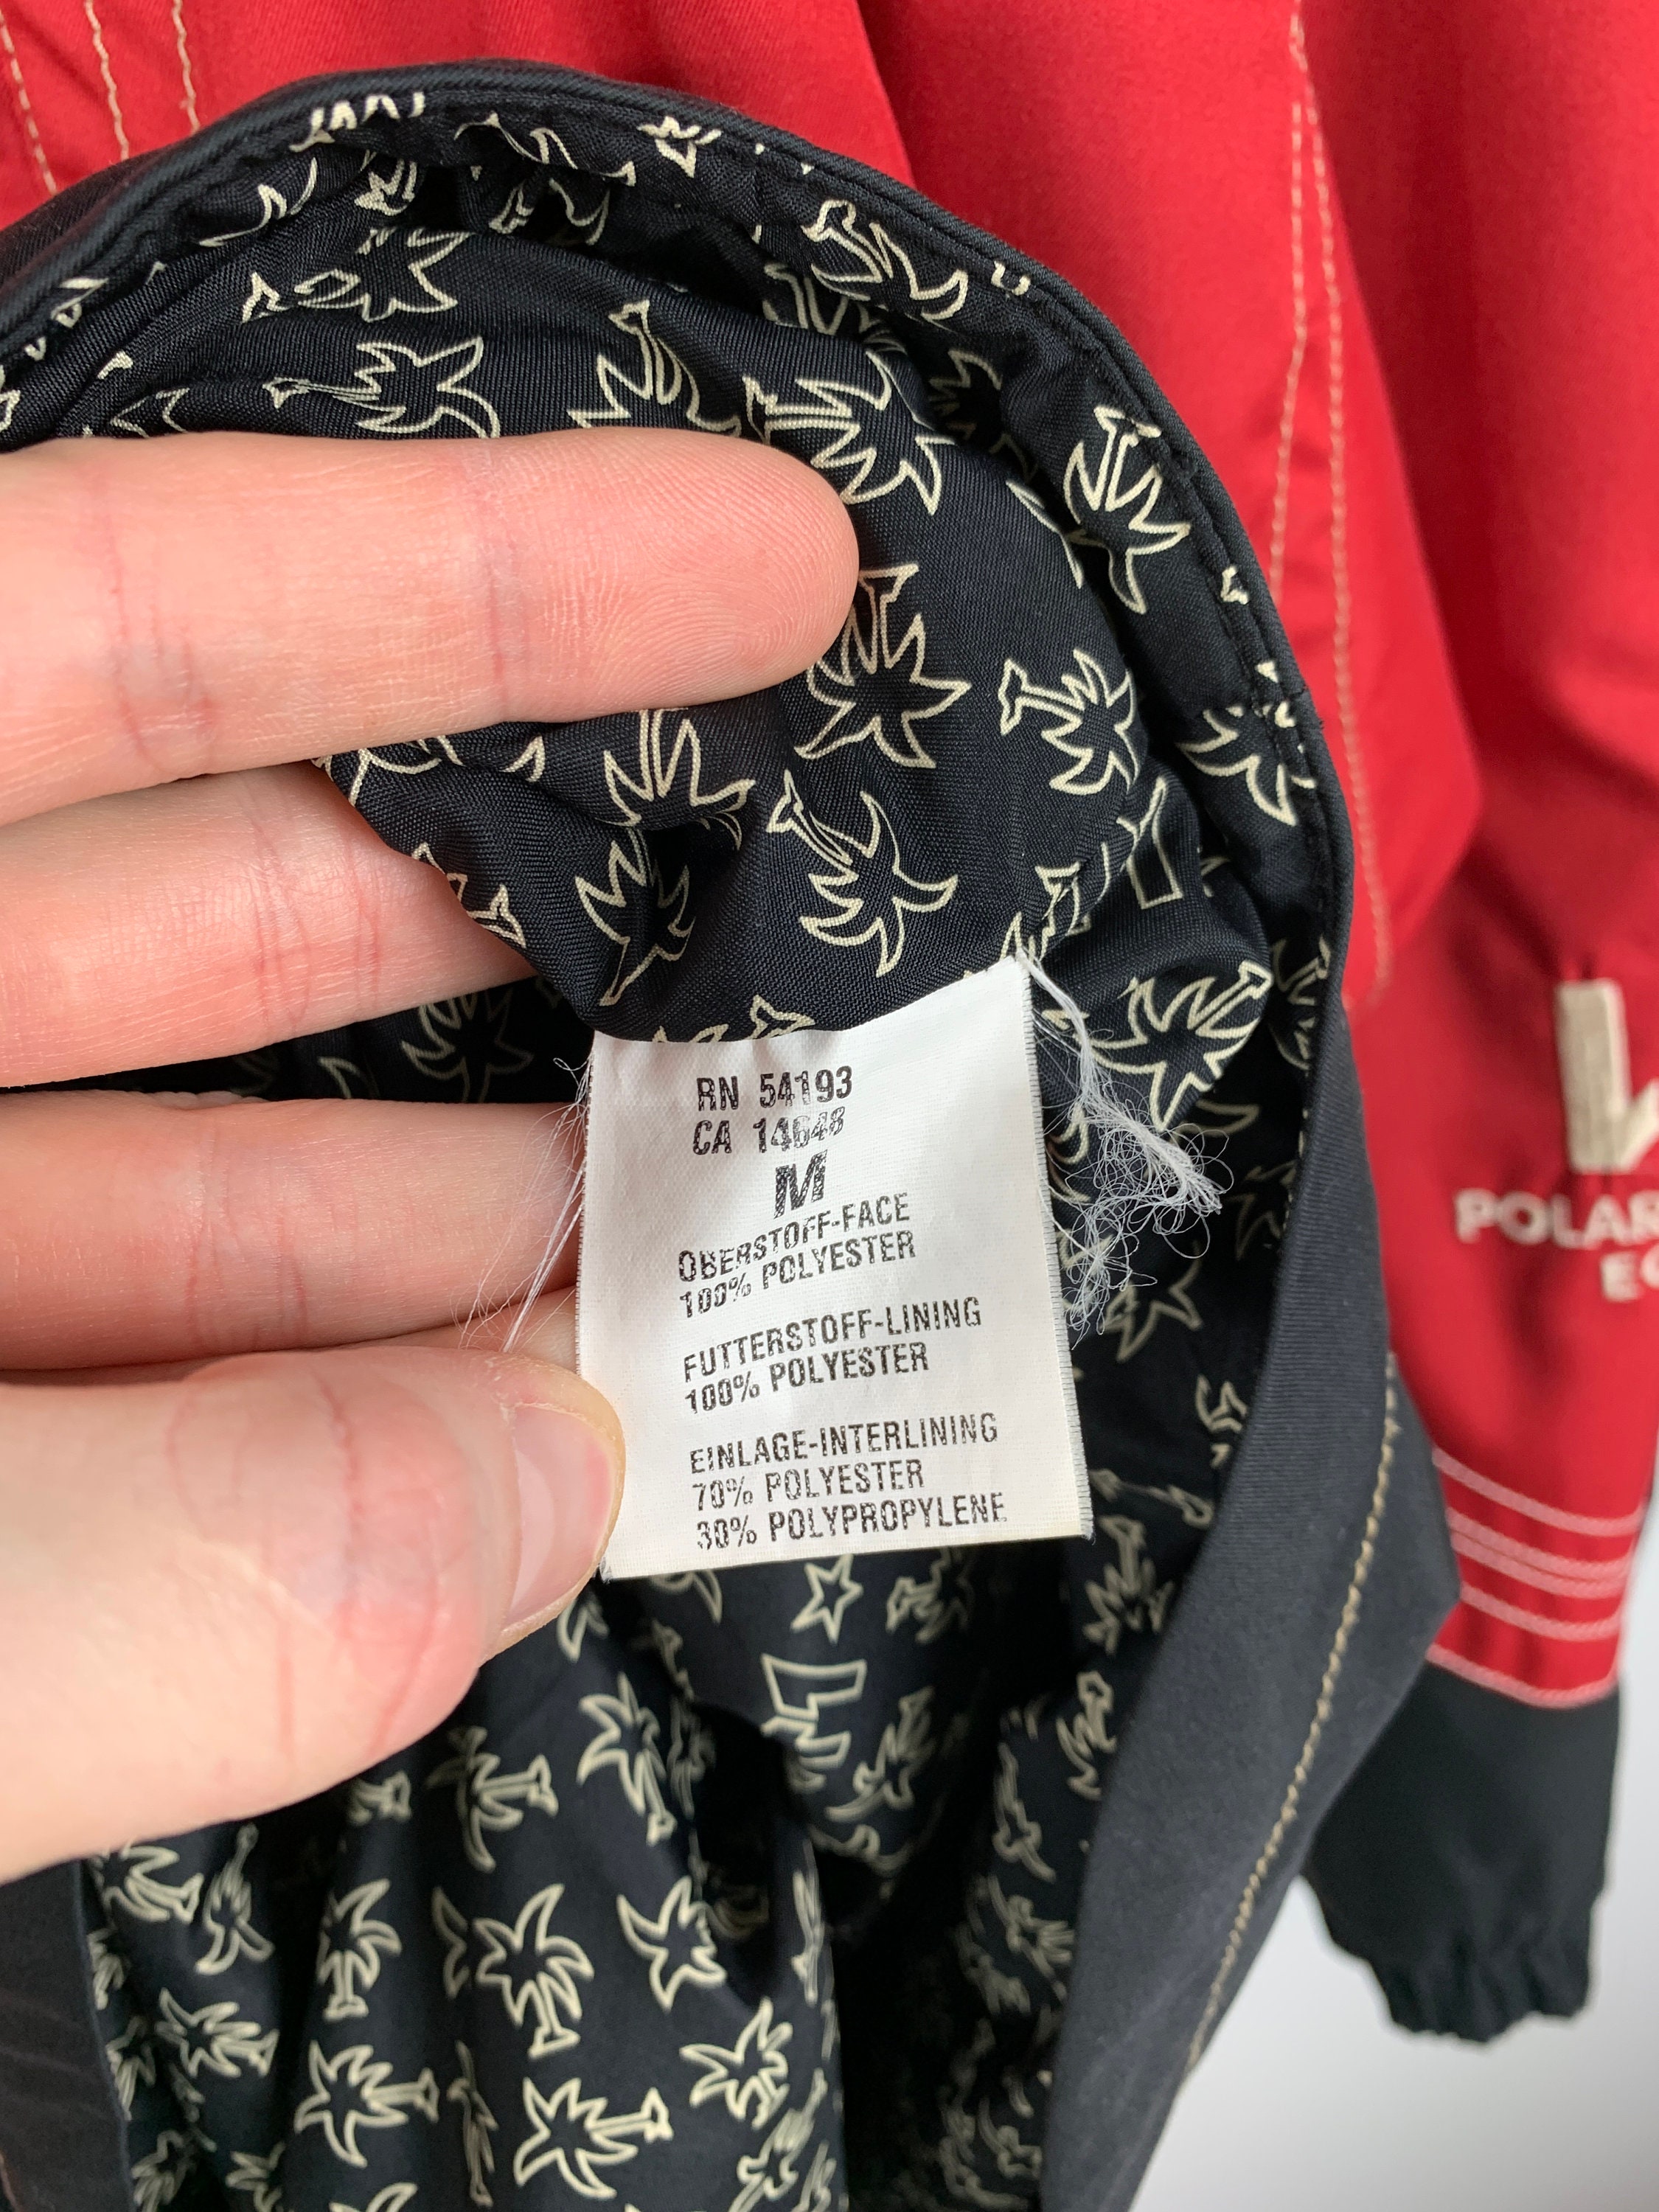 RN 54193
CA 14648
M
OBERSTOFF-FACE
100% POLYESTER
FUTTERSTOFF-LINING
100% POLYESTER
EINLAGE-INTERLINING
70% POLYESTER
30% POLYPROPYLENE
POLAR